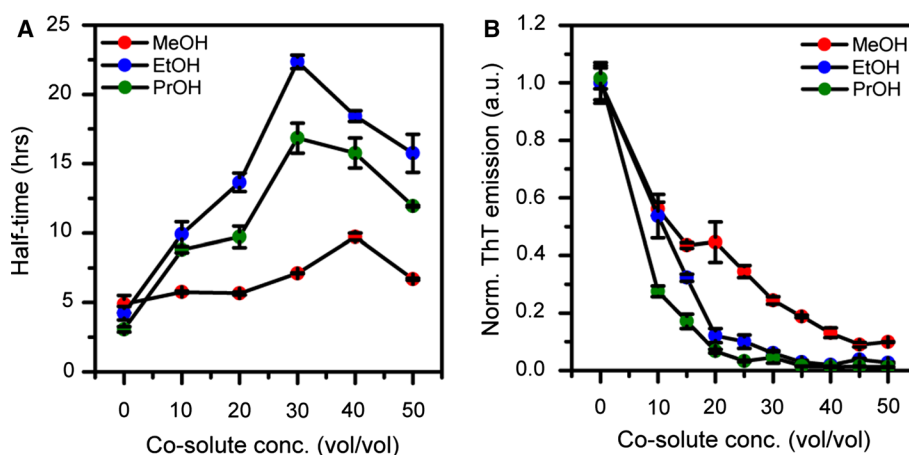 A
MeOH
EtOH
PrOH
Half-time (hrs)
25
20
15
10
5
0
0 10 20 30 40 50
Co-solute conc. (vol/vol)
B
MeOH
EtOH
PrOH
Norm. ThT emission (a.u.)
1.2
1.0
0.8
0.6
0.4
0.2
0.0
0 10 20 30 40 50
Co-solute conc. (vol/vol)